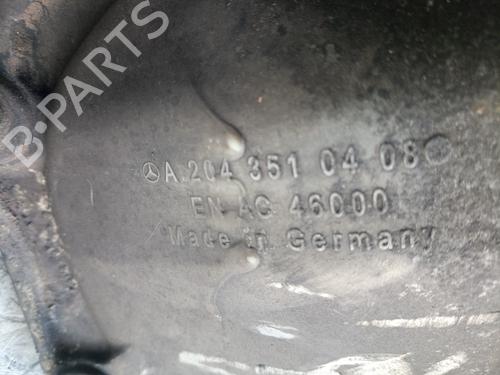 B-PARTS
A.204 351 04 08
EN AC 46000
Made in Germany